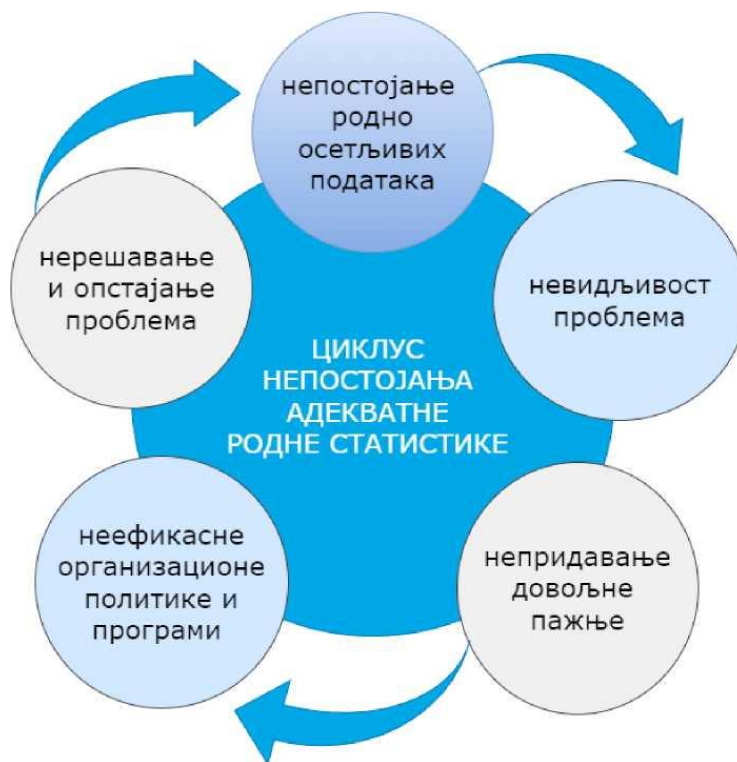 непостојање
родно
осетљивих
података
невидљивост
проблема
непридавање
довољне
пажње
неефикасне
организационе
политике и
програми
нерешавање
и опстајање
проблема
ЦИКЛУС
НЕПОСТОЈАЊА
АДЕКВАТНЕ
РОДНЕ СТАТИСТИКЕ